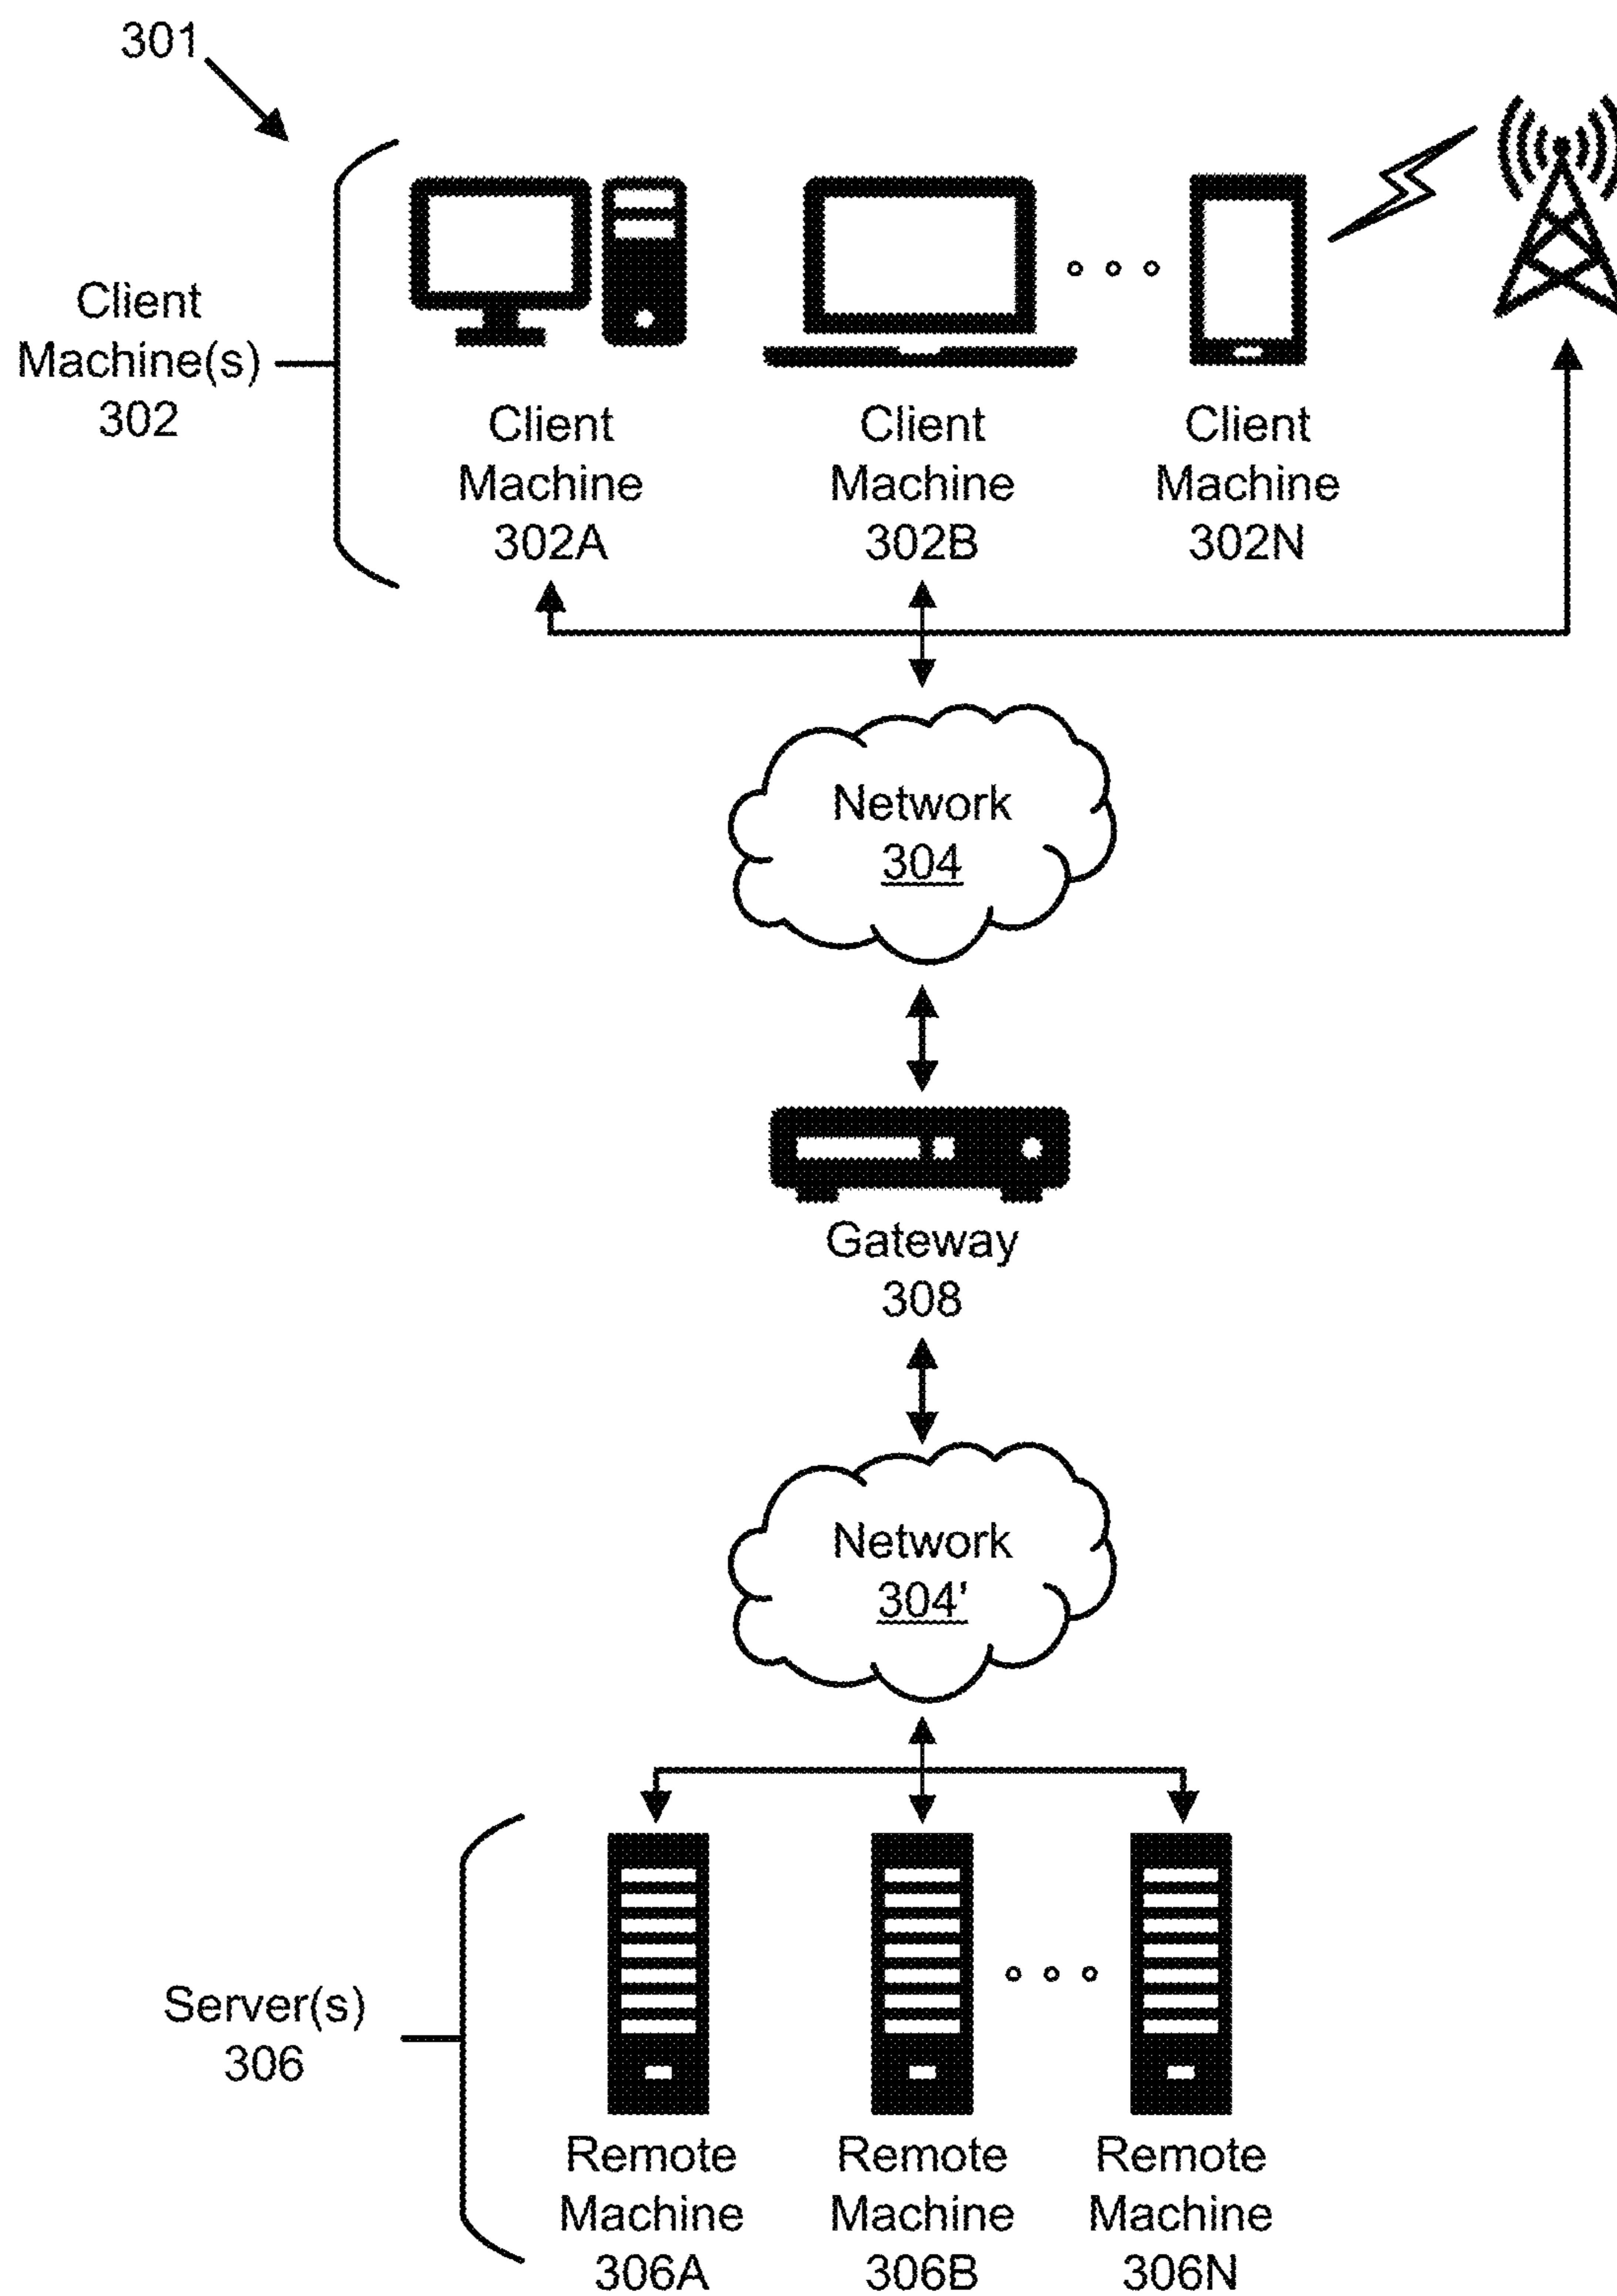 301
Client
Machine(s)
302
Client
Machine
302A
Client
Machine
302B
Client
Machine
302N
Network
304
Gateway
308
Network
304'
Server(s)
306
Remote
Machine
306A
Remote
Machine
306B
Remote
Machine
306N